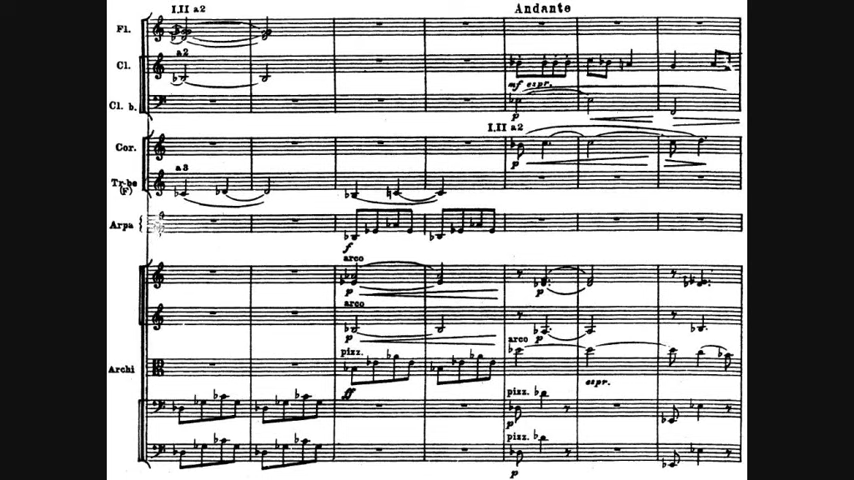 I.II a2
Andante
Fl.
a2
Cl.
mf espr.
Cl. b.
p
I.II a2
Cor.
p
a3
Tr-be
(F)
Arpa
f
arco
p
p
arco
p
arco p
pizz.
Archi
espr.
ff
pizz.
p
pizz.
p